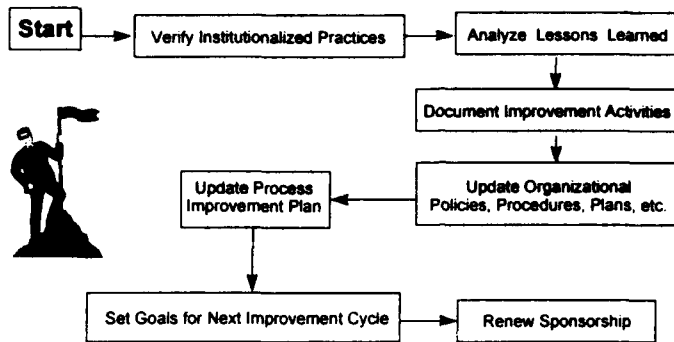 Start
Verify Institutionalized Practices
Analyze Lessons Learned
Document Improvement Activities
Update Organizational
Policies, Procedures, Plans, etc.
Update Process
Improvement Plan
Set Goals for Next Improvement Cycle
Renew Sponsorship